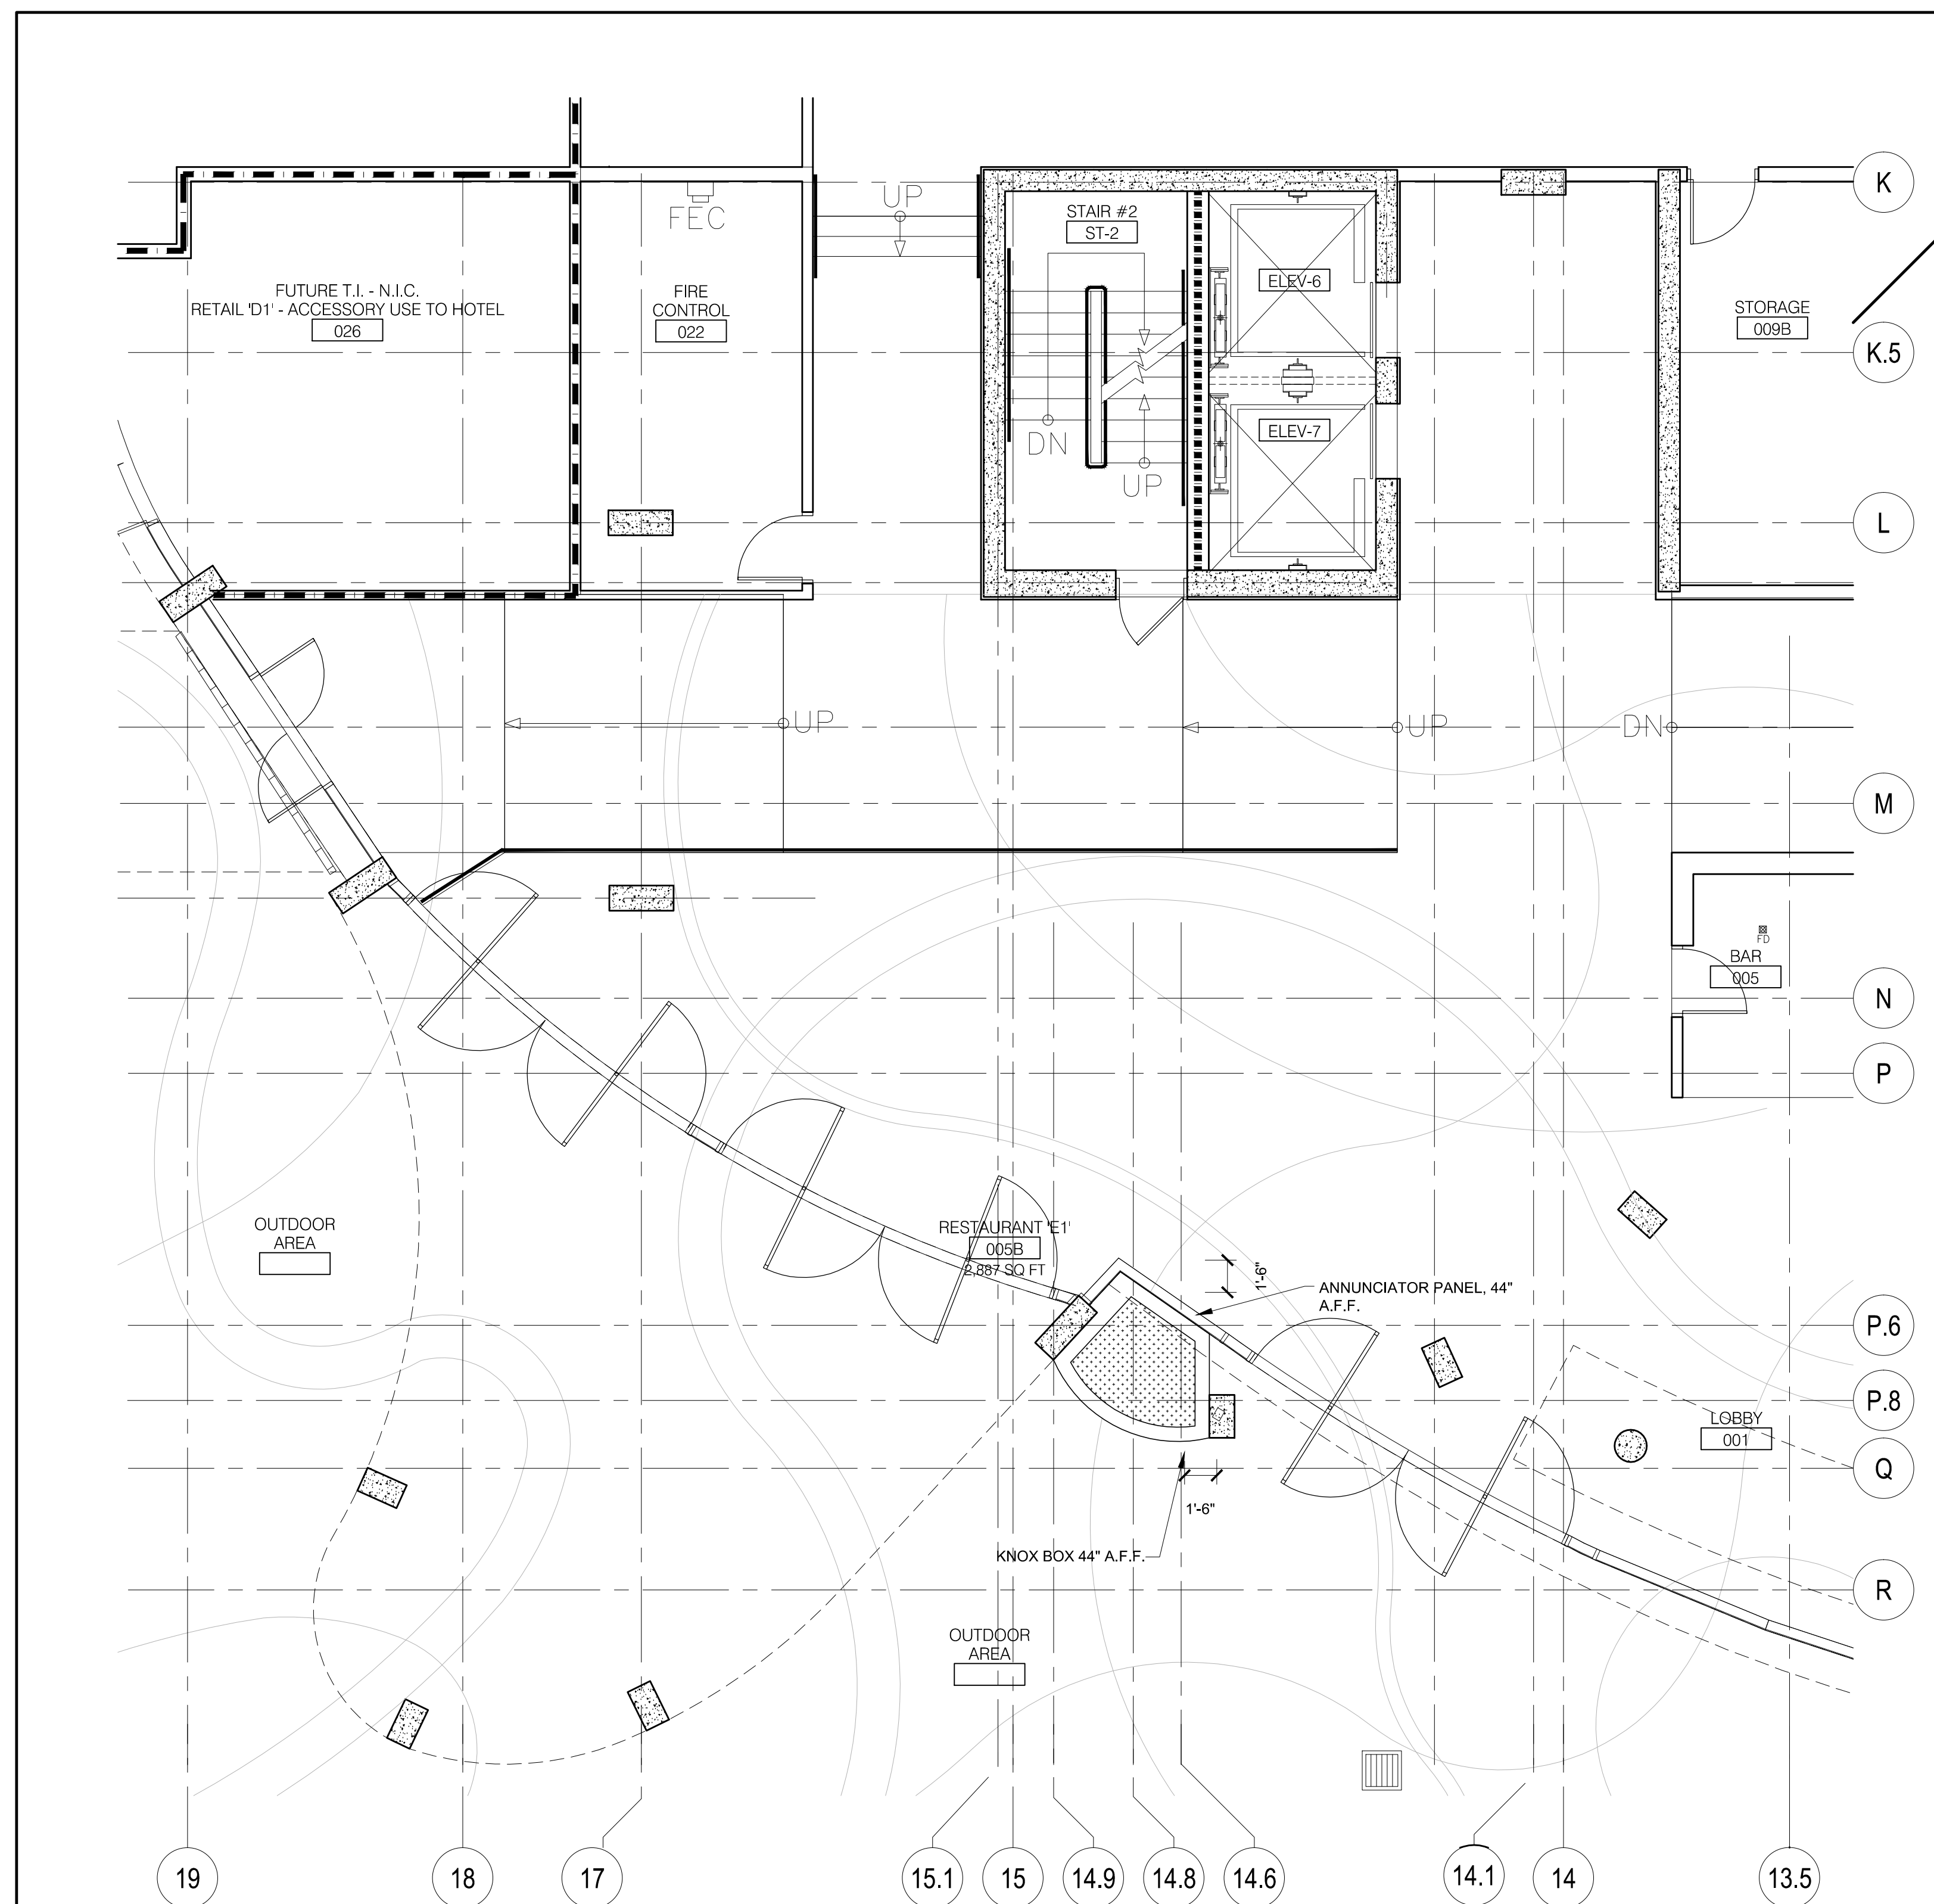 K
UP
FEC
STAIR #2
ST-2
ELEV-6
FUTURE T.I. - N.I.C.
RETAIL 'D1' - ACCESSORY USE TO HOTEL
026
FIRE
CONTROL
022
STORAGE
009B
K.5
ELEV-7
DN
UP
L
UP
UP
DN
M
FD
BAR
005
N
P
OUTDOOR
AREA
RESTAURANT 'E1'
005B
2,887 SQ FT
1'-6"
ANNUNCIATOR PANEL, 44"
A.F.F.
P.6
P.8
LOBBY
001
Q
1'-6"
KNOX BOX 44" A.F.F.
R
OUTDOOR
AREA
19
18
17
15.1
15
14.9
14.8
14.6
14.1
14
13.5